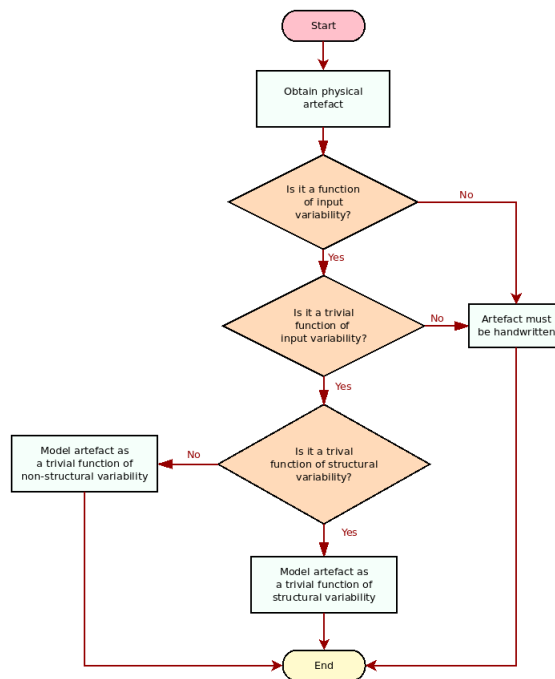 Start
Obtain physical
artefact
Is it a function
of input
variability?
No
Yes
Is it a trivial
function of
input variability?
No
Artefact must
be handwritten
Yes
Is it a trival
function of structural
variability?
No
Model artefact as
a trivial function of
non-structural variability
Yes
Model artefact as
a trivial function of
structural variability
End